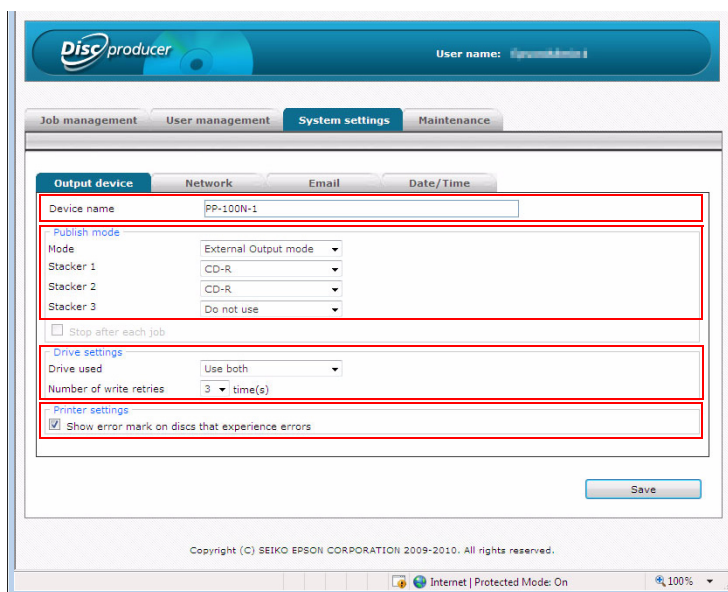 Disc producer
User name:
Job management User management System settings Maintenance
Output device Network Email Date/Time
Device name PP-100N-1
Publish mode
Mode External Output mode
Stacker 1 CD-R
Stacker 2 CD-R
Stacker 3 Do not use
Stop after each job
Drive settings
Drive used Use both
Number of write retries 3 time(s)
Printer settings
Show error mark on discs that experience errors
Save
Copyright (C) SEIKO EPSON CORPORATION 2009-2010. All rights reserved.
Internet | Protected Mode: On 100%